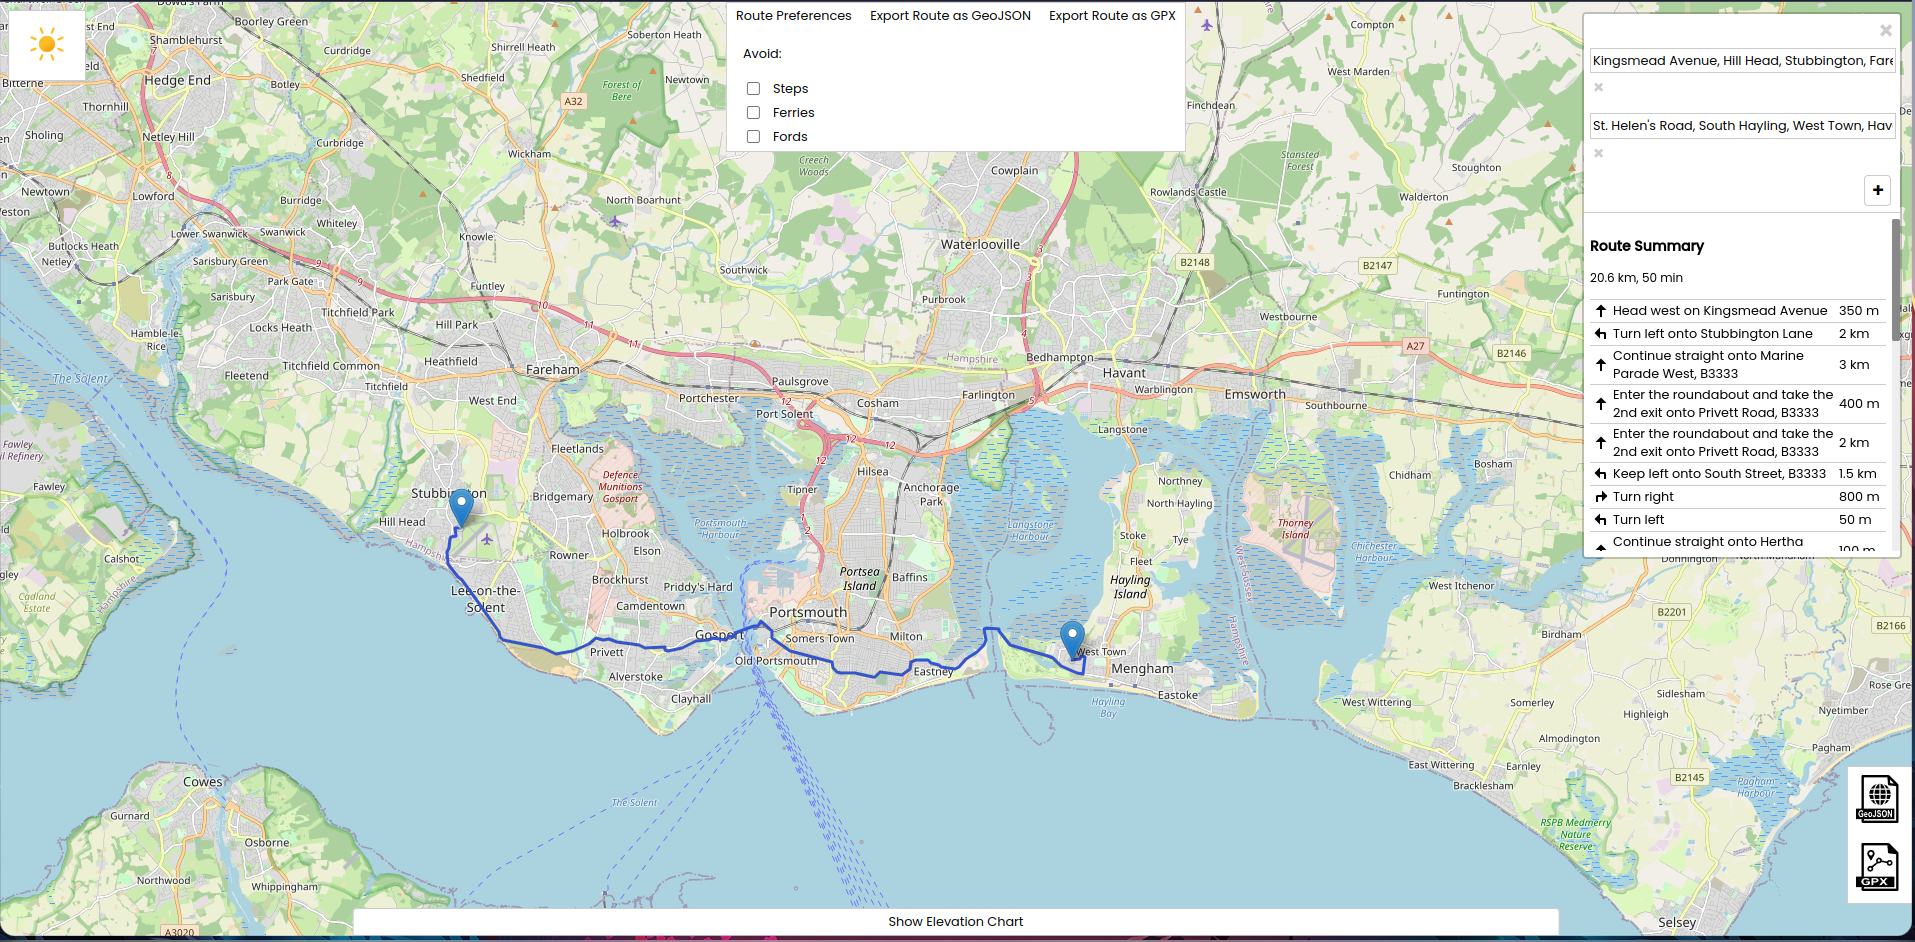 Route Preferences
Export Route as GeoJSON
Export Route as GPX
Avoid:
Steps
Ferries
Fords
Kingsmead Avenue, Hill Head, Stubbington, Fare
St. Helen's Road, South Hayling, West Town, Hav
+
Route Summary
20.6 km, 50 min
Head west on Kingsmead Avenue 350 m
Turn left onto Stubbington Lane 2 km
Continue straight onto Marine
Parade West, B3333 3 km
Enter the roundabout and take the
2nd exit onto Privett Road, B3333 400 m
Enter the roundabout and take the
2nd exit onto Privett Road, B3333 2 km
Keep left onto South Street, B3333 1.5 km
Turn right 800 m
Turn left 50 m
Continue straight onto Hertha 100 m
GeoJSON
GPX
Show Elevation Chart
Boorley Green
Shamblehurst
Curdridge
Shirrell Heath
Soberton Heath
Hedge End
Botley
Shedfield
Newtown
Forest of
Bere
A32
Bitterne
Thornhill
Sholing
Netley Hill
Curbridge
Wickham
Creech
Woods
Newtown
Lowford
Burridge
North Boarhunt
Whiteley
Swanwick
Lower Swanwick
Butlocks Heath
Netley
Sarisbury Green
Knowle
Park Gate
Funtley
Southwick
Sarisbury
Titchfield Park
Locks Heath
Hill Park
Hamble-le-
Rice
Titchfield Common
Heathfield
Fareham
Fleetend
Titchfield
West End
Portchester
Paulsgrove
Port Solent
Cosham
Farlington
The Solent
Fawley
Fleetlands
Defence
Munitions
Gosport
Bridgemary
Hill Head
Holbrook
Elson
Rowner
Portsmouth
Harbour
Tipner
Hilsea
Anchorage
Park
Calshot
Brockhurst
Priddy's Hard
Lee-on-the-
Solent
Camdentown
Portsea
Island
Baffins
Portsmouth
Somers Town
Milton
Privett
Old Portsmouth
Eastney
Alverstoke
Clayhall
Cadland
Estate
Compton
West Marden
Finchdean
Stansted
Forest
Stoughton
Cowplain
Rowlands Castle
Walderton
Waterlooville
B2148
B2147
Funtington
Purbrook
Westbourne
Hampshire
Bedhampton
Havant
A27
B2146
Warblington
Emsworth
Southbourne
Langstone
Bosham
Chidham
Northney
North Hayling
Langstone
Harbour
Thorney
Island
Stoke
Tye
Fleet
Chichester
Harbour
Hayling
Island
West Itchenor
Donnington
B2201
B2166
Birdham
West Town
Mengham
Eastoke
Hayling
Bay
West Wittering
Somerley
Sidlesham
Highleigh
Rose Gre
Nyetimber
Almodington
Pagham
East Wittering
Earnley
Bracklesham
B2145
Pagham
Harbour
RSPB Medmerry
Nature
Reserve
Selsey
Cowes
Gurnard
Osborne
Northwood
Whippingham
A3020
The Solent